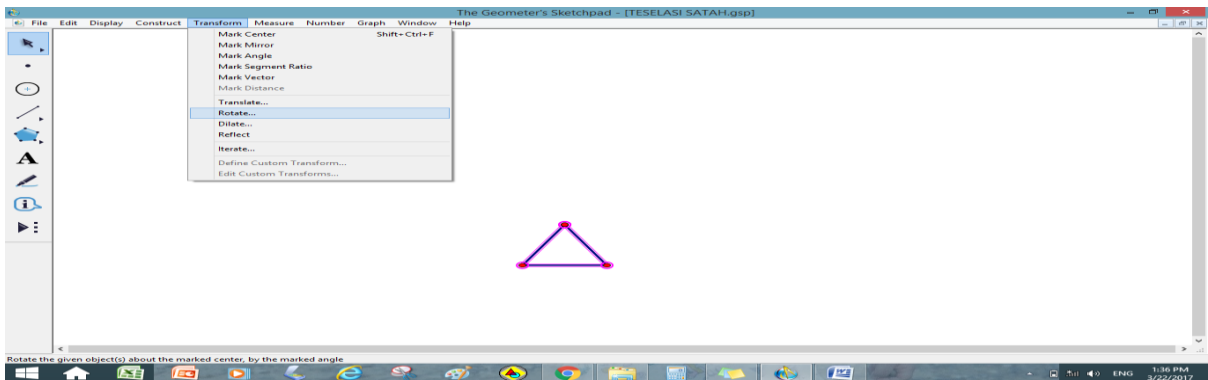 The Geometer's Sketchpad - [TESELASI SATAH.gsp]
File Edit Display Construct Transform Measure Number Graph Window Help
Mark Center Shift+Ctrl+F
Mark Mirror
Mark Angle
Mark Segment Ratio
Mark Vector
Mark Distance
Translate...
Rotate...
Dilate...
Reflect
Iterate...
Define Custom Transform...
Edit Custom Transforms...
A
Rotate the given object(s) about the marked center, by the marked angle
ENG
1:36 PM
3/22/2017